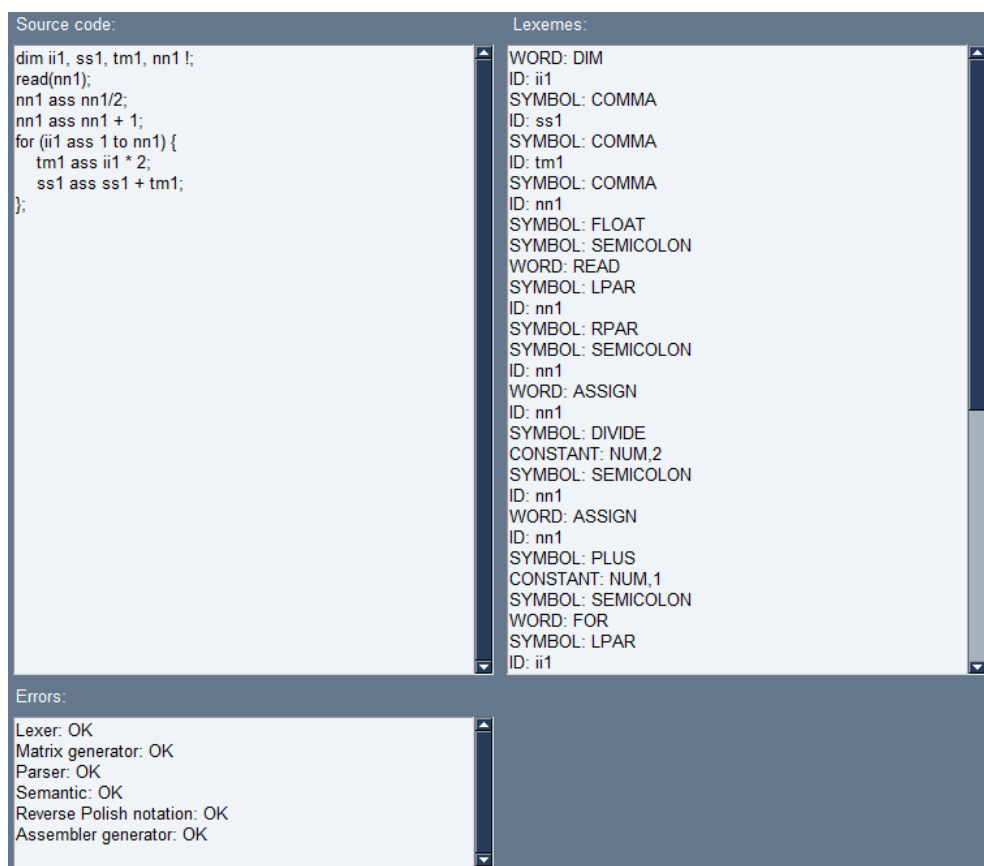 Source code:
dim ii1, ss1, tm1, nn1 !;
read(nn1);
nn1 ass nn1/2;
nn1 ass nn1 + 1;
for (ii1 ass 1 to nn1) {
tm1 ass ii1 * 2;
ss1 ass ss1 + tm1;
};
Lexemes:
WORD: DIM
ID: ii1
SYMBOL: COMMA
ID: ss1
SYMBOL: COMMA
ID: tm1
SYMBOL: COMMA
ID: nn1
SYMBOL: FLOAT
SYMBOL: SEMICOLON
WORD: READ
SYMBOL: LPAR
ID: nn1
SYMBOL: RPAR
SYMBOL: SEMICOLON
ID: nn1
WORD: ASSIGN
ID: nn1
SYMBOL: DIVIDE
CONSTANT: NUM,2
SYMBOL: SEMICOLON
ID: nn1
WORD: ASSIGN
ID: nn1
SYMBOL: PLUS
CONSTANT: NUM,1
SYMBOL: SEMICOLON
WORD: FOR
SYMBOL: LPAR
ID: ii1
Errors:
Lexer: OK
Matrix generator: OK
Parser: OK
Semantic: OK
Reverse Polish notation: OK
Assembler generator: OK